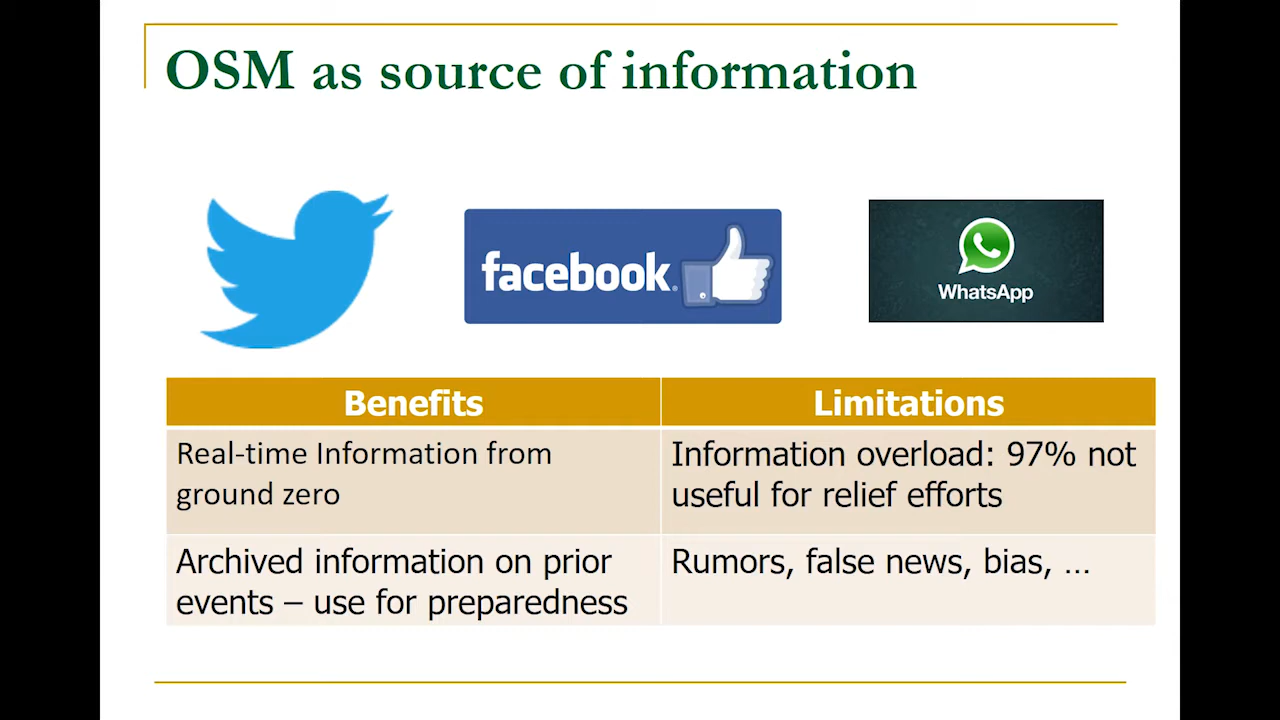 OSM as source of information
facebook.
WhatsApp
Benefits
Limitations
Real-time Information from
ground zero
Information overload: 97% not
useful for relief efforts
Archived information on prior
events – use for preparedness
Rumors, false news, bias, …